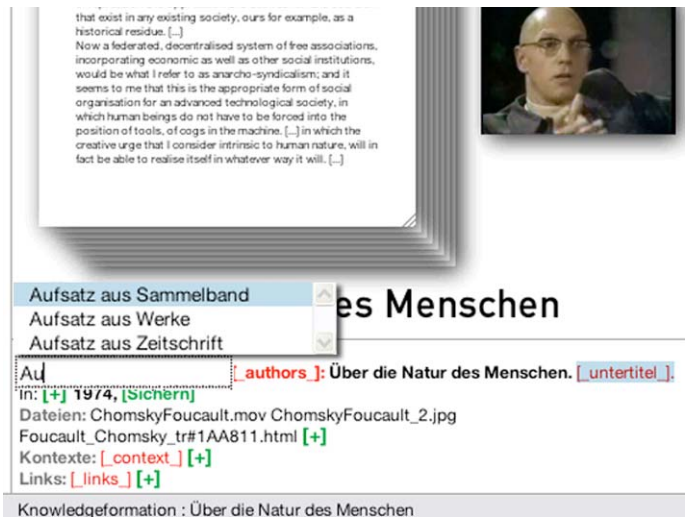 that exist in any existing society, ours for example, as a
historical residue. [...]
Now a federated, decentralised system of free associations,
incorporating economic as well as other social institutions,
would be what I refer to as anarcho-syndicalism; and it
seems to me that this is the appropriate form of social
organisation for an advanced technological society, in
which human beings do not have to be forced into the
position of tools, of cogs in the machine. [...] in which the
creative urge that I consider intrinsic to human nature, will in
fact be able to realise itself in whatever way it will. [...]
Aufsatz aus Sammelband
Aufsatz aus Werke
Aufsatz aus Zeitschrift
es Menschen
Au
[_authors_]: Über die Natur des Menschen. [_untertitel_].
In: [+] 1974, [Sichern]
Dateien: ChomskyFoucault.mov ChomskyFoucault_2.jpg
Foucault_Chomsky_tr#1AA811.html [+]
Kontexte: [_context_] [+]
Links: [_links_] [+]
Knowledgeformation : Über die Natur des Menschen